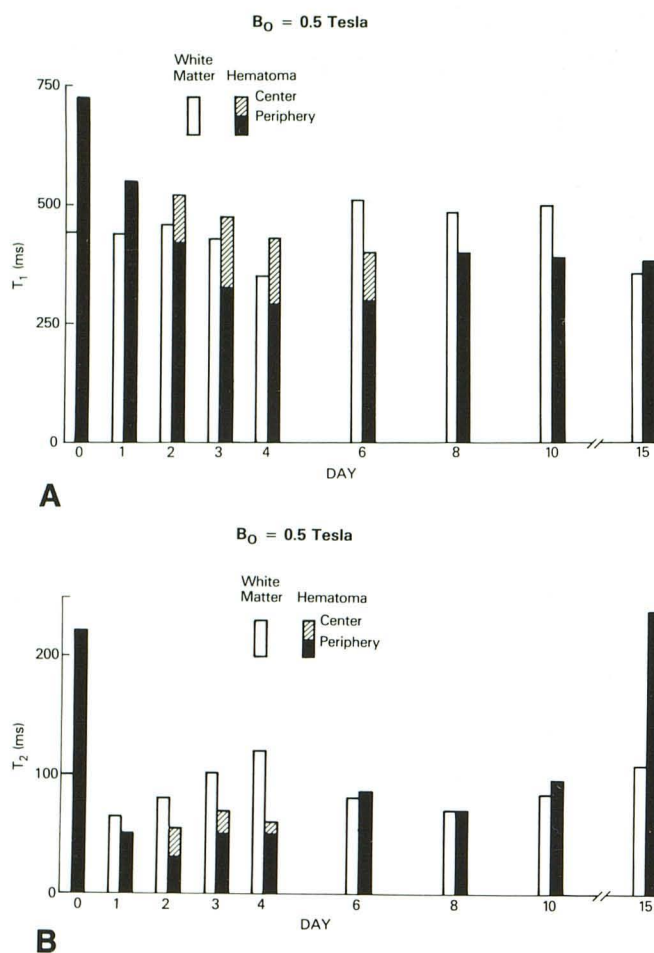 B₀ = 0.5 Tesla
White Matter
Hematoma
Center
Periphery
750
500
250
0
T₁ (ms)
0 1 2 3 4 6 8 10 15
DAY
A
B₀ = 0.5 Tesla
White Matter
Hematoma
Center
Periphery
200
100
0
T₂ (ms)
0 1 2 3 4 6 8 10 15
DAY
B